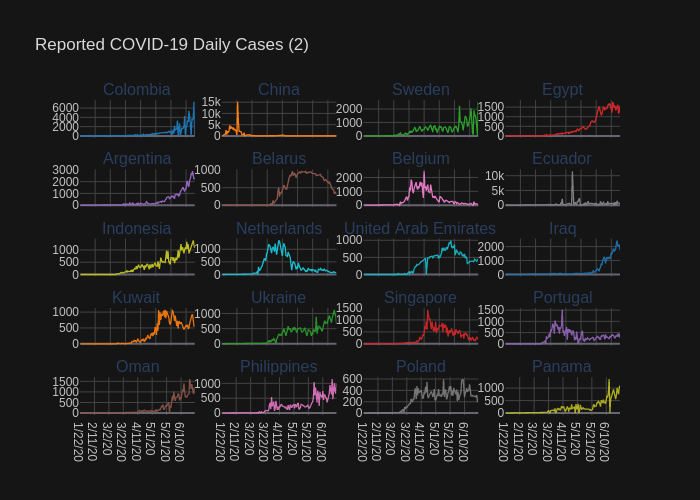 Reported COVID-19 Daily Cases (2)
Colombia China Sweden Egypt
6000 4000 2000 0 15k 10k 5k 0 2000 1000 0 1500 1000 500 0
Argentina Belarus Belgium Ecuador
3000 2000 1000 0 1000 500 0 2000 1000 0 10k 5k 0
Indonesia Netherlands United Arab Emirates Iraq
1000 500 0 1000 500 0 1000 500 0 2000 1000 0
Kuwait Ukraine Singapore Portugal
1000 500 0 1000 500 0 1500 1000 500 0 1500 1000 500 0
Oman Philippines Poland Panama
1500 1000 500 0 1000 500 0 600 400 200 0 1000 500 0
1/22/20 2/11/20 3/2/20 3/22/20 4/11/20 5/1/20 5/21/20 6/10/20 1/22/20 2/11/20 3/2/20 3/22/20 4/11/20 5/1/20 5/21/20 6/10/20 1/22/20 2/11/20 3/2/20 3/22/20 4/11/20 5/1/20 5/21/20 6/10/20 1/22/20 2/11/20 3/2/20 3/22/20 4/11/20 5/1/20 5/21/20 6/10/20